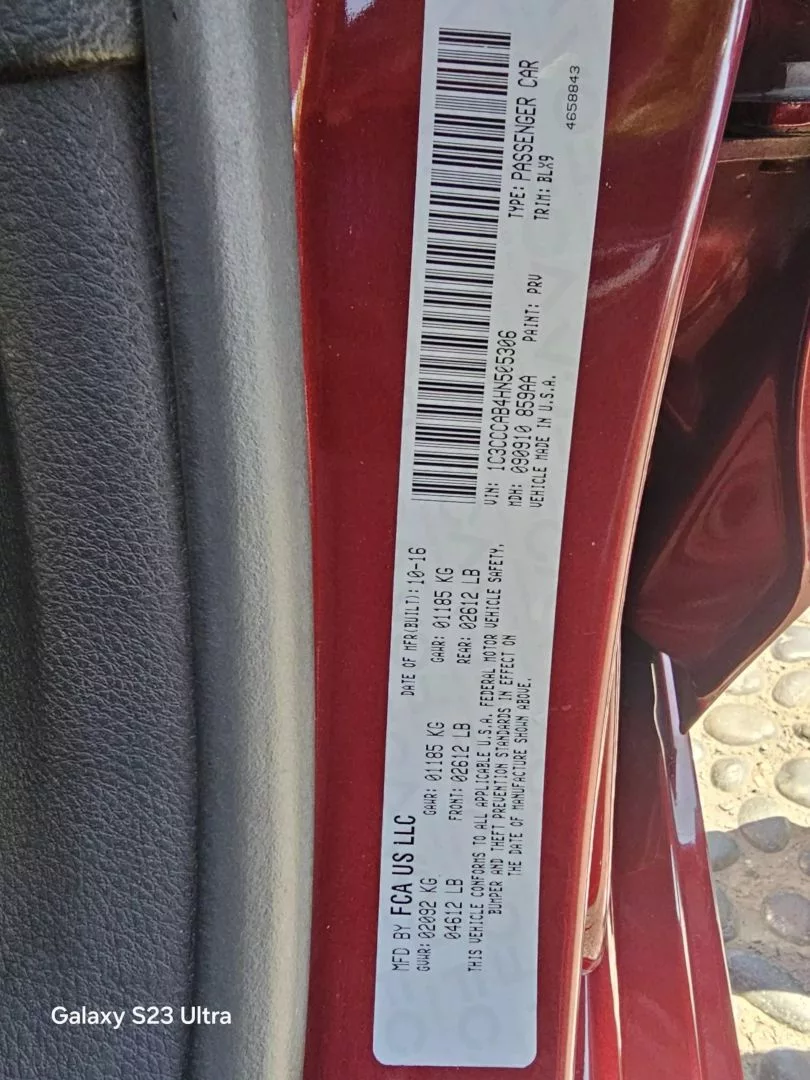 MFD BY FCA US LLC
DATE OF MFR(BUILT): 10-16
GVWR: 02092 KG
GAWR: 01185 KG
GAWR: 01185 KG
04612 LB
FRONT: 02612 LB
REAR: 02612 LB
THIS VEHICLE CONFORMS TO ALL APPLICABLE U.S.A. FEDERAL MOTOR VEHICLE SAFETY,
BUMPER AND THEFT PREVENTION STANDARDS IN EFFECT ON
THE DATE OF MANUFACTURE SHOWN ABOVE.
VIN: 1C3CCCAB4HN505306
TYPE: PASSENGER CAR
MDH: 090910 859AA
PAINT: PRV
TRIM: BLX9
VEHICLE MADE IN U.S.A.
4658843
Galaxy S23 Ultra